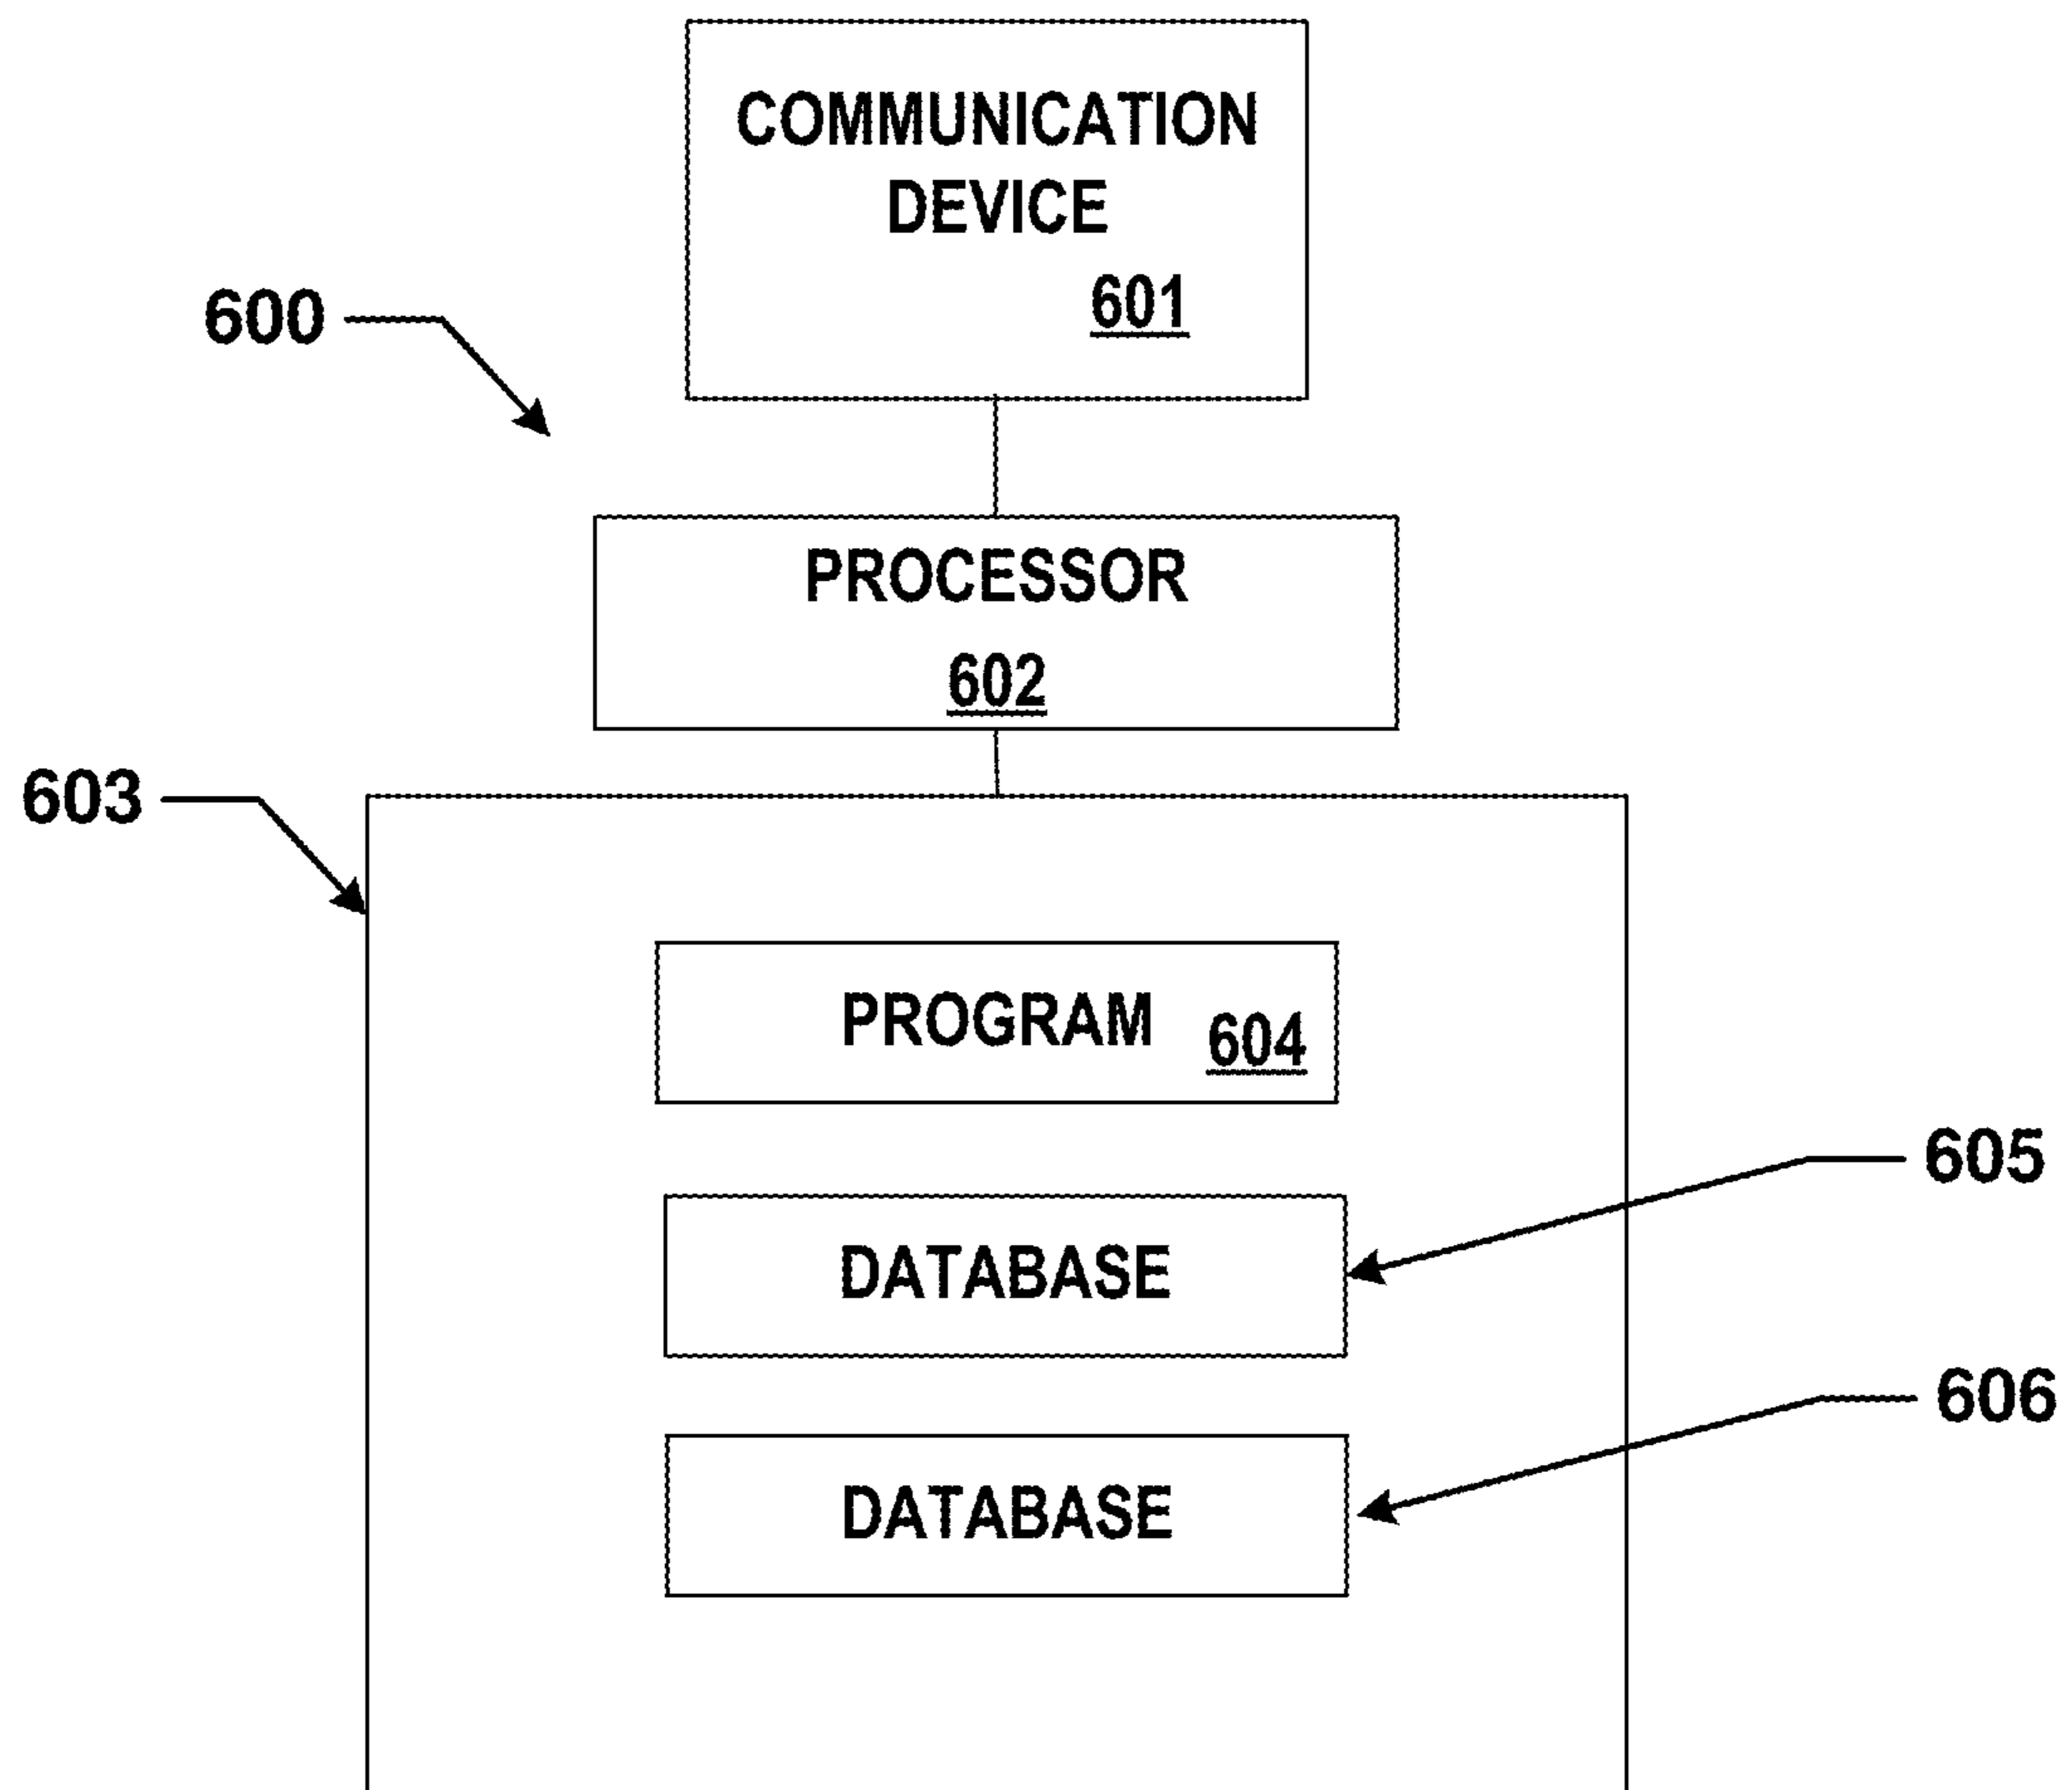 COMMUNICATION
DEVICE
601
600
PROCESSOR
602
603
PROGRAM 604
605
DATABASE
606
DATABASE